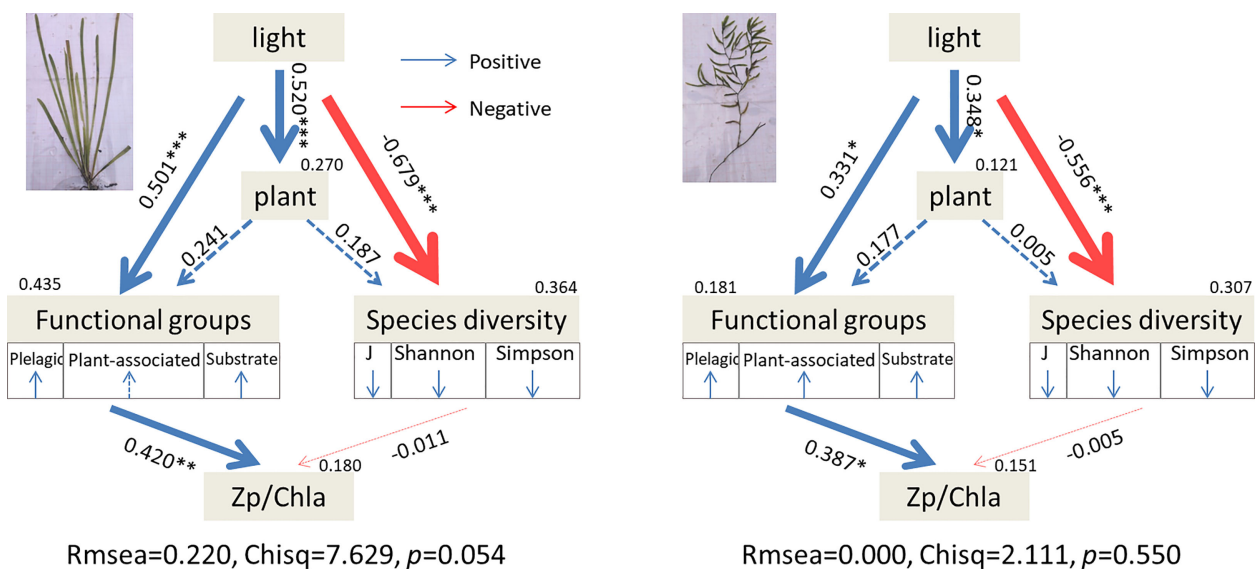 light
Positive
Negative
0.520***
0.501***
-0.679***
0.270
plant
0.241
0.187
0.435
0.364
Functional groups
Species diversity
Plelagic
Plant-associated
Substrate
J
Shannon
Simpson
0.420**
-0.011
0.180
Zp/Chla
Rmsea=0.220, Chisq=7.629, p=0.054
light
0.348*
0.331*
-0.556***
0.121
plant
0.177
0.005
0.181
0.307
Functional groups
Species diversity
Plelagic
Plant-associated
Substrate
J
Shannon
Simpson
0.387*
-0.005
0.151
Zp/Chla
Rmsea=0.000, Chisq=2.111, p=0.550